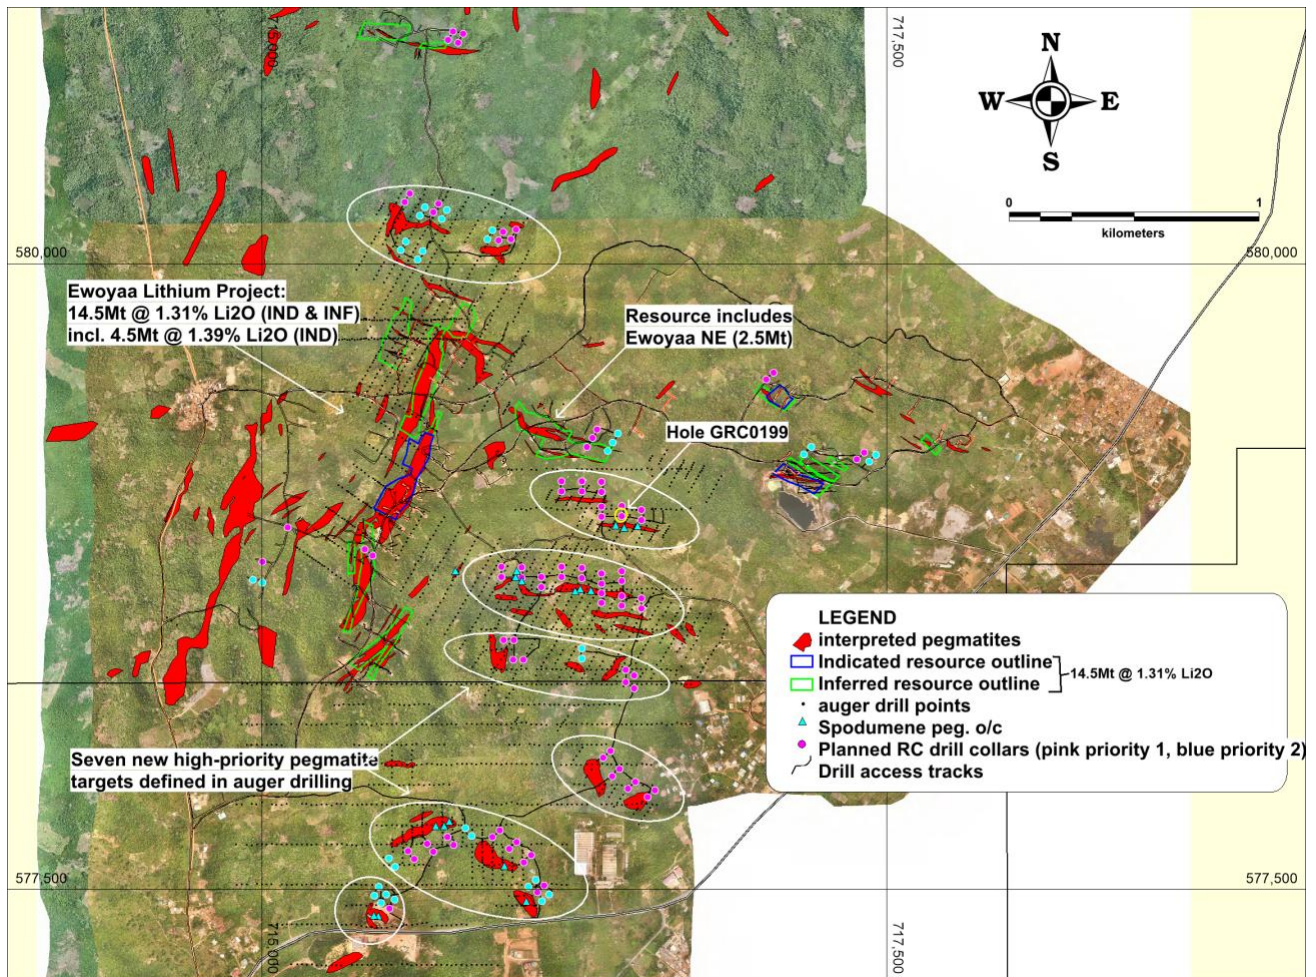 715,000
717,500
N
W
E
S
0
1
kilometers
580,000
580,000
Ewoyaa Lithium Project:
14.5Mt @ 1.31% Li2O (IND & INF)
incl. 4.5Mt @ 1.39% Li2O (IND)
Resource includes
Ewoyaa NE (2.5Mt)
Hole GRC0199
LEGEND
interpreted pegmatites
Indicated resource outline
Inferred resource outline
14.5Mt @ 1.31% Li2O
auger drill points
Spodumene peg. o/c
Planned RC drill collars (pink priority 1, blue priority 2)
Drill access tracks
Seven new high-priority pegmatite
targets defined in auger drilling
577,500
577,500
715,000
717,500